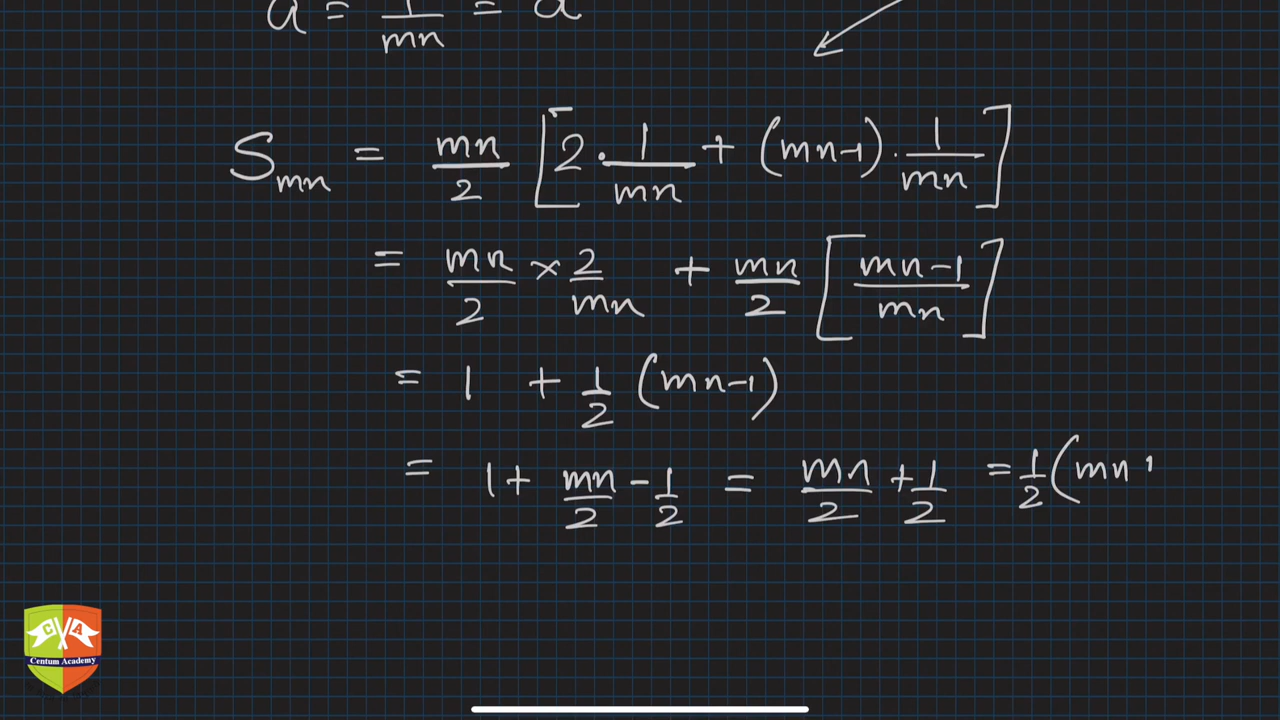 a = 1/mn = d
S_mn = mn/2 [2 · 1/mn + (mn-1) · 1/mn]
= mn/2 × 2/mn + mn/2 [mn-1/mn]
= 1 + 1/2 (mn-1)
= 1 + mn/2 - 1/2 = mn/2 + 1/2 = 1/2 (mn
C A
Centum Academy